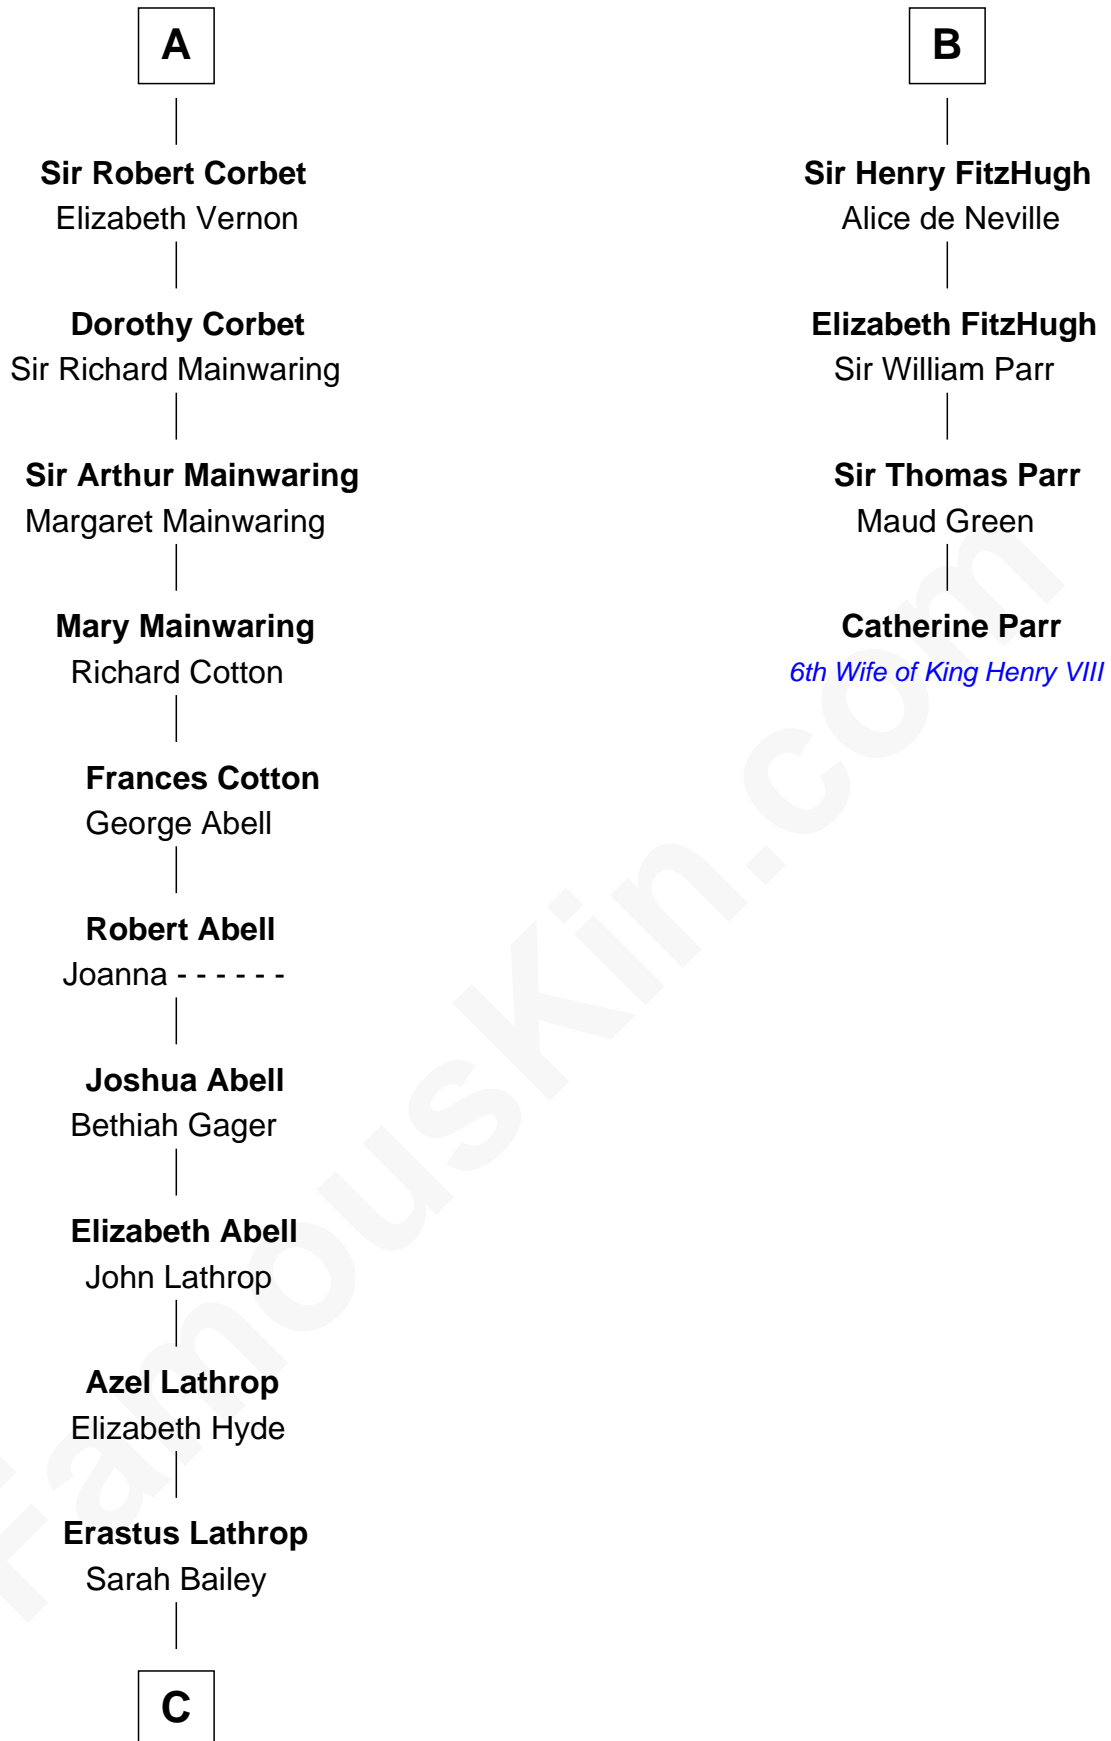 A
Sir Robert Corbet
Elizabeth Vernon
Dorothy Corbet
Sir Richard Mainwaring
Sir Arthur Mainwaring
Margaret Mainwaring
Mary Mainwaring
Richard Cotton
Frances Cotton
George Abell
Robert Abell
Joanna - - - - - -
Joshua Abell
Bethiah Gager
Elizabeth Abell
John Lathrop
Azel Lathrop
Elizabeth Hyde
Erastus Lathrop
Sarah Bailey
C
B
Sir Henry FitzHugh
Alice de Neville
Elizabeth FitzHugh
Sir William Parr
Sir Thomas Parr
Maud Green
Catherine Parr
6th Wife of King Henry VIII
FamousKin.com